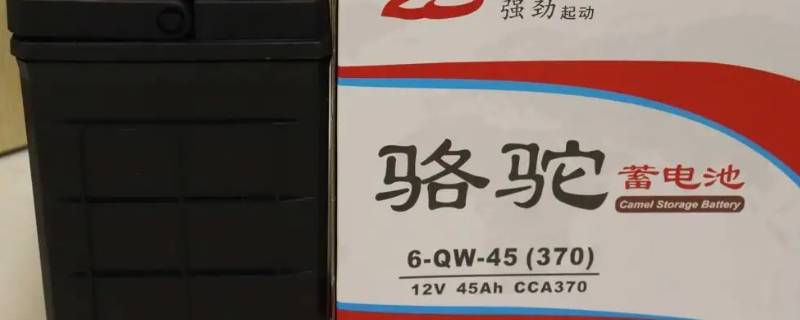 强劲起动
骆驼蓄电池
Camel Storage Battery
6-QW-45 (370)
12V 45Ah CCA370